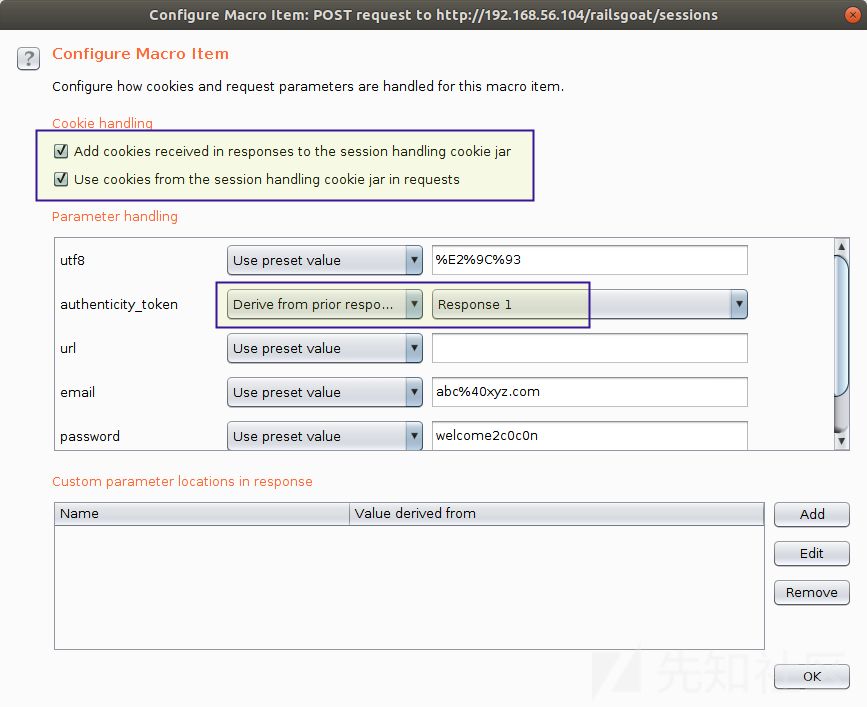 Configure Macro Item: POST request to http://192.168.56.104/railsgoat/sessions
?
Configure Macro Item
Configure how cookies and request parameters are handled for this macro item.
Cookie handling
Add cookies received in responses to the session handling cookie jar
Use cookies from the session handling cookie jar in requests
Parameter handling
utf8 Use preset value %E2%9C%93
authenticity_token Derive from prior respo... Response 1
url Use preset value
email Use preset value abc%40xyz.com
password Use preset value welcome2c0c0n
Custom parameter locations in response
Name Value derived from
Add
Edit
Remove
先知社区
OK